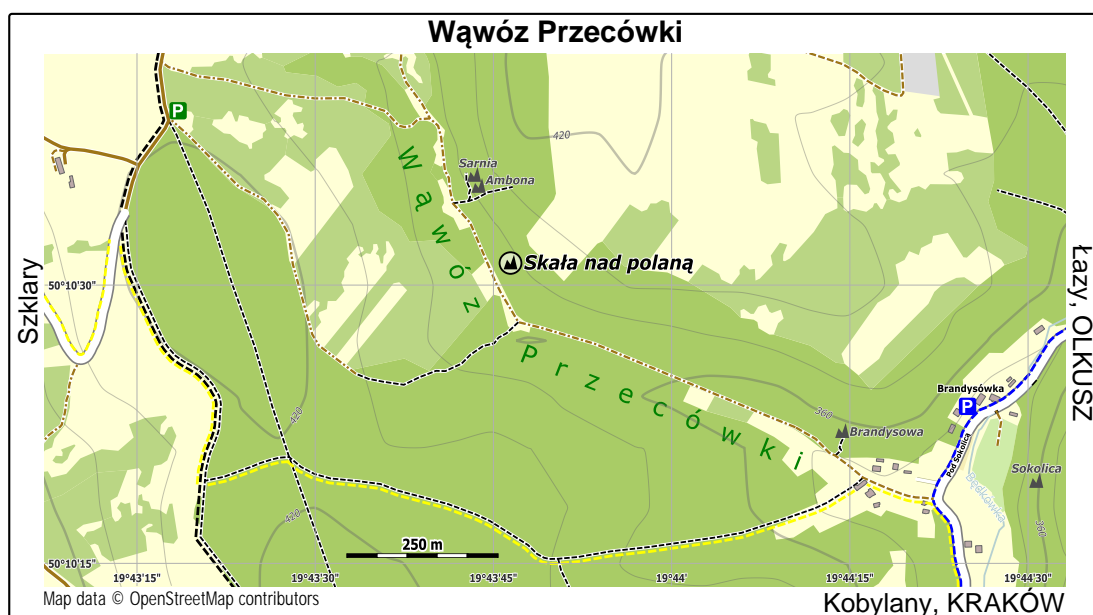 Wąwóz Przecówki
P
420
Sarnia
Ambona
Wąwóz
Skała nad polaną
Szklary
Łazy, OLKUSZ
50°10'30"
Przecówki
Brandysówka
P
360
420
Brandysowa
Pod Sokolicą
Sokolica
Będkówka
420
360
250 m
50°10'15"
19°43'15"
19°43'30"
19°43'45"
19°44'
19°44'15"
19°44'30"
Map data © OpenStreetMap contributors
Kobylany, KRAKÓW